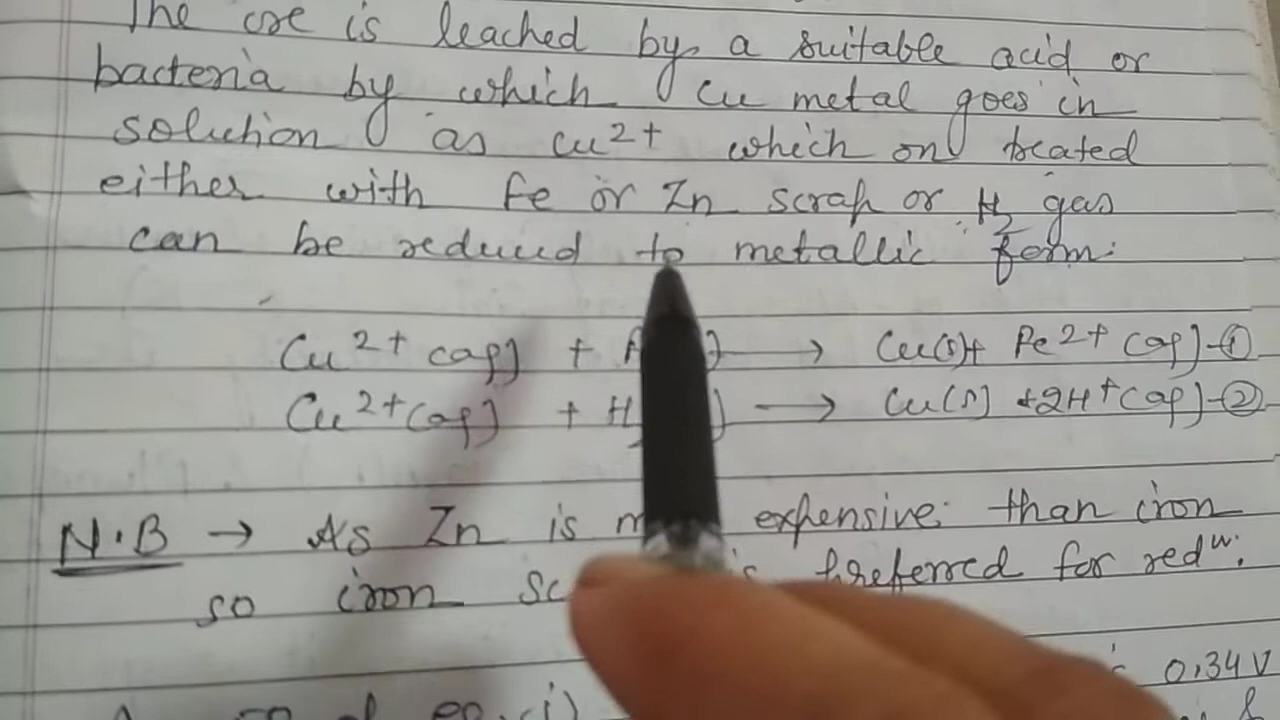 The ore is leached by a suitable acid or
bacteria by which Cu metal goes in
solution as Cu2+ which on treated
either with Fe or Zn scrap or H2 gas
can be reduced to metallic form.
Cu2+ (aq) + → Cu(s)+ Fe2+ (aq) -①
Cu2+(aq) + H → Cu(s) +2H+(aq) -②
N.B → As Zn is expensive than iron
so iron preferred for redn.
0.34 V